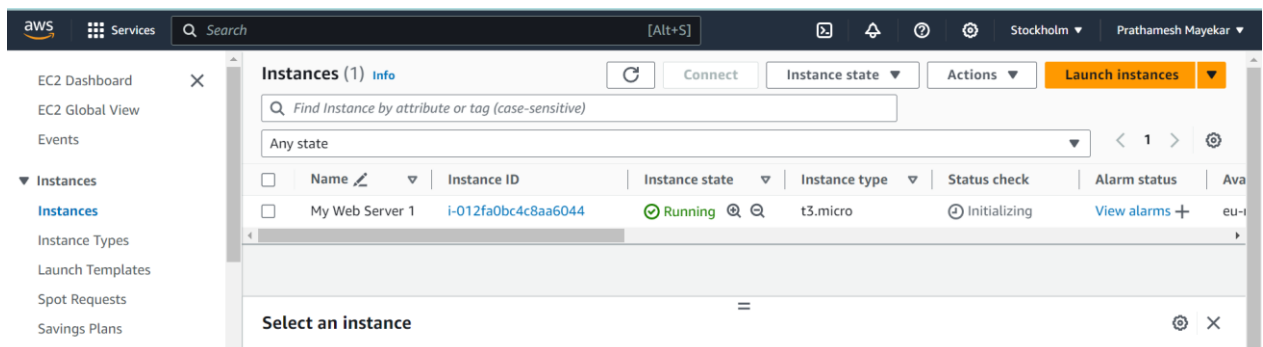 aws Services Search [Alt+S] Stockholm Prathamesh Mayekar
EC2 Dashboard
EC2 Global View
Events
Instances
Instances
Instance Types
Launch Templates
Spot Requests
Savings Plans
Instances (1) Info Connect Instance state Actions Launch instances
Find Instance by attribute or tag (case-sensitive)
Any state 1
Name Instance ID Instance state Instance type Status check Alarm status Ava
My Web Server 1 i-012fa0bc4c8aa6044 Running t3.micro Initializing View alarms eu-
Select an instance